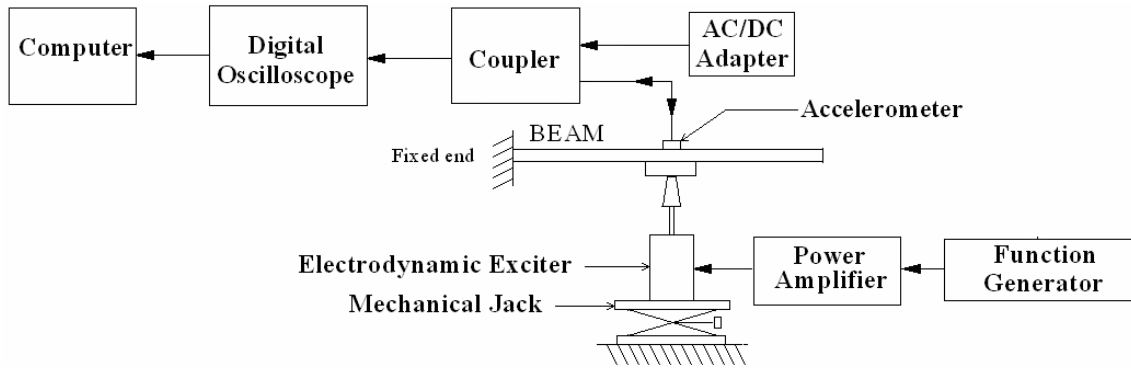 Computer
Digital
Oscilloscope
Coupler
AC/DC
Adapter
Accelerometer
BEAM
Fixed end
Electrodynamic Exciter
Mechanical Jack
Power
Amplifier
Function
Generator